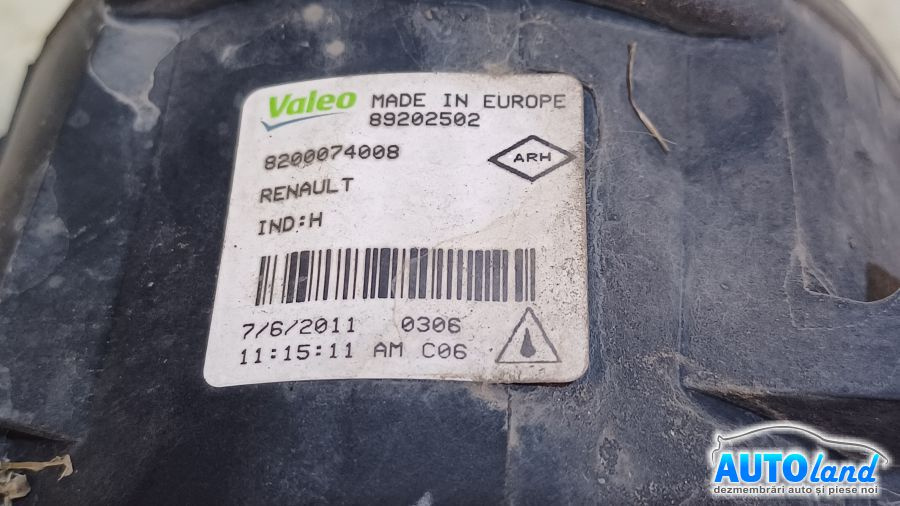 Valeo MADE IN EUROPE
89202502
8200074008
ARH
RENAULT
IND:H
7/6/2011 0306
11:15:11 AM C06
AUTOland
dezmembrări auto și piese noi